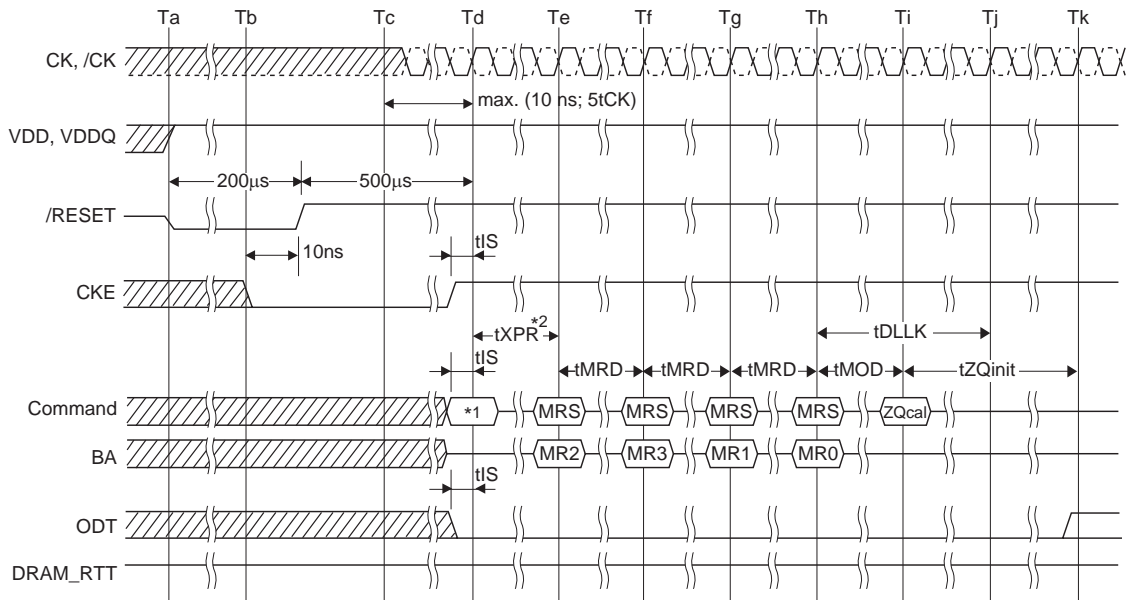 Ta Tb Tc Td Te Tf Tg Th Ti Tj Tk
CK, /CK
max. (10 ns; 5tCK)
VDD, VDDQ
200μs 500μs
/RESET
10ns tIS
CKE
tXPR*2 tDLLK
tIS
tMRD tMRD tMRD tMOD tZQinit
Command *1 MRS MRS MRS MRS ZQcal
BA MR2 MR3 MR1 MR0
tIS
ODT
DRAM_RTT